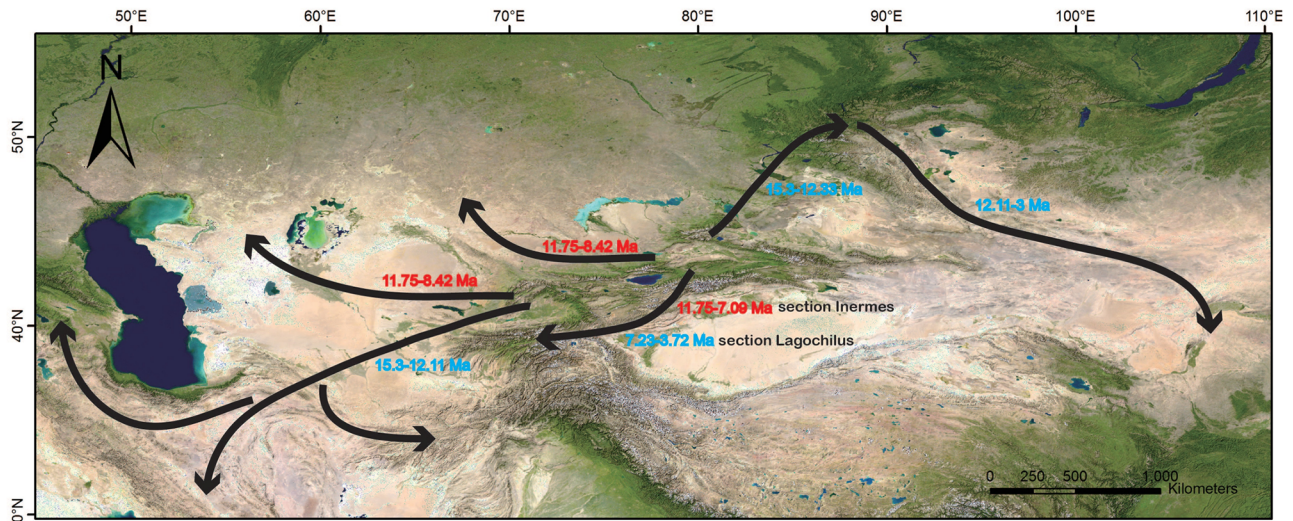 50°E 60°E 70°E 80°E 90°E 100°E 110°E
N
50°N
15.3-12.33 Ma
12.11-3 Ma
11.75-8.42 Ma
11.75-8.42 Ma
11.75-7.09 Ma section Inermes
40°N
7.23-3.72 Ma section Lagochilus
15.3-12.11 Ma
0 250 500 1,000
Kilometers
0°N